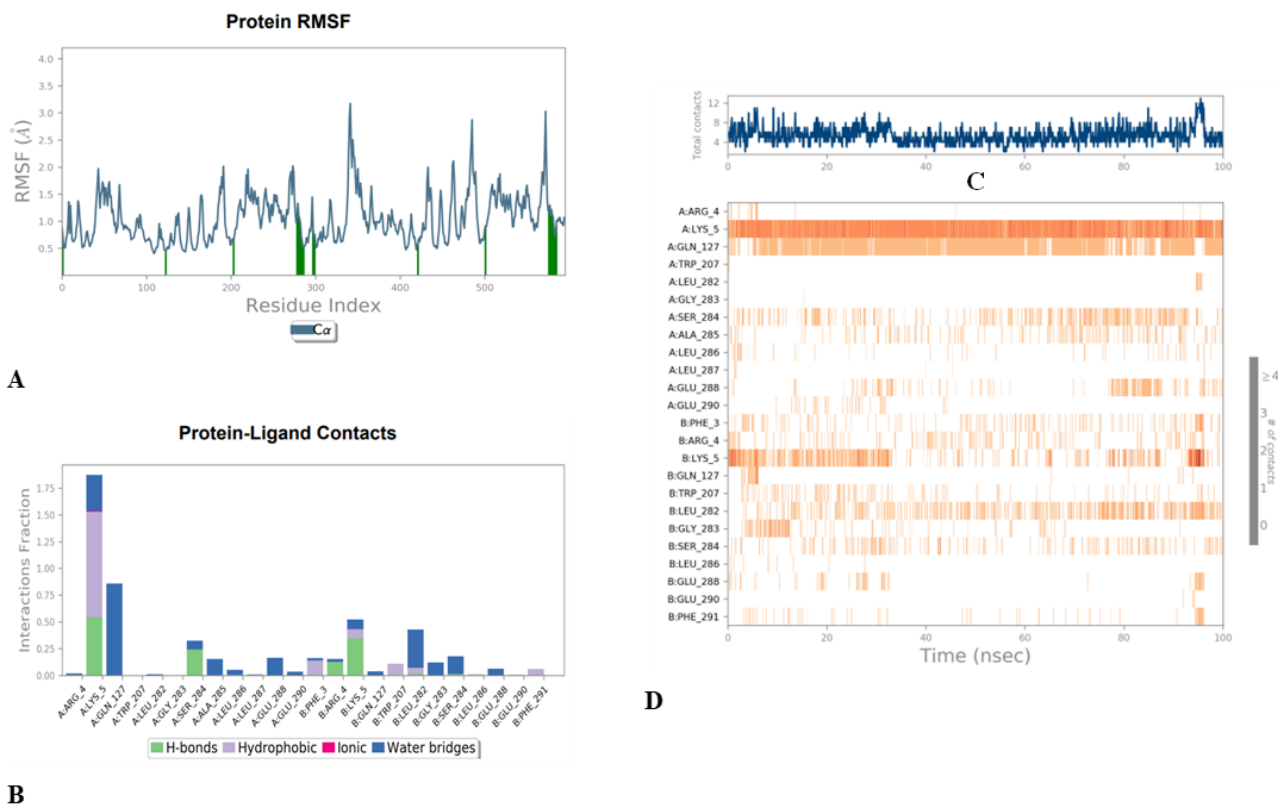 Protein RMSF
4.0
3.5
3.0
2.5
2.0
1.5
1.0
0.5
RMSF (Å)
0 100 200 300 400 500
Residue Index
Cα
A
Protein-Ligand Contacts
1.75
1.50
1.25
1.00
0.75
0.50
0.25
0.00
Interactions Fraction
A:ARG_4
A:LYS_5
A:GLN_127
A:TRP_207
A:LEU_282
A:GLY_283
A:SER_284
A:ALA_285
A:LEU_286
A:LEU_287
A:GLU_288
A:GLU_290
B:PHE_3
B:ARG_4
B:LYS_5
B:GLN_127
B:TRP_207
B:LEU_282
B:GLY_283
B:SER_284
B:LEU_286
B:GLU_288
B:GLU_290
B:PHE_291
H-bonds Hydrophobic Ionic Water bridges
B
Total contacts
12
8
4
0 20 40 60 80 100
C
A:ARG_4
A:LYS_5
A:GLN_127
A:TRP_207
A:LEU_282
A:GLY_283
A:SER_284
A:ALA_285
A:LEU_286
A:LEU_287
A:GLU_288
A:GLU_290
B:PHE_3
B:ARG_4
B:LYS_5
B:GLN_127
B:TRP_207
B:LEU_282
B:GLY_283
B:SER_284
B:LEU_286
B:GLU_288
B:GLU_290
B:PHE_291
0 20 40 60 80 100
Time (nsec)
≥4
3
2
1
0
# of contacts
D